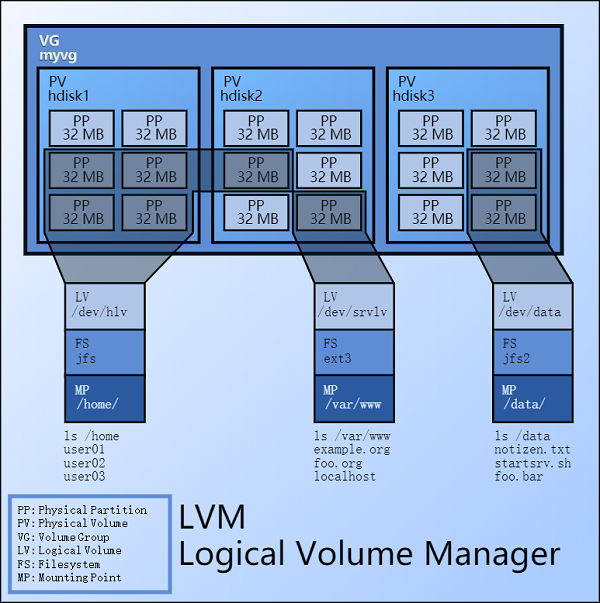 VG
myvg
PV
hdisk1
PP
32 MB
PP
32 MB
PP
32 MB
PP
32 MB
PP
32 MB
PP
32 MB
PV
hdisk2
PP
32 MB
PP
32 MB
PP
32 MB
PP
32 MB
PP
32 MB
PP
32 MB
PV
hdisk3
PP
32 MB
PP
32 MB
PP
32 MB
PP
32 MB
PP
32 MB
PP
32 MB
LV
/dev/hlv
FS
jfs
MP
/home/
ls /home
user01
user02
user03
LV
/dev/srvlv
FS
ext3
MP
/var/www
ls /var/www
example.org
foo.org
localhost
LV
/dev/data
FS
jfs2
MP
/data/
ls /data
notizen.txt
startsrv.sh
foo.bar
PP: Physical Partition
PV: Physical Volume
VG: Volume Group
LV: Logical Volume
FS: Filesystem
MP: Mounting Point
LVM
Logical Volume Manager